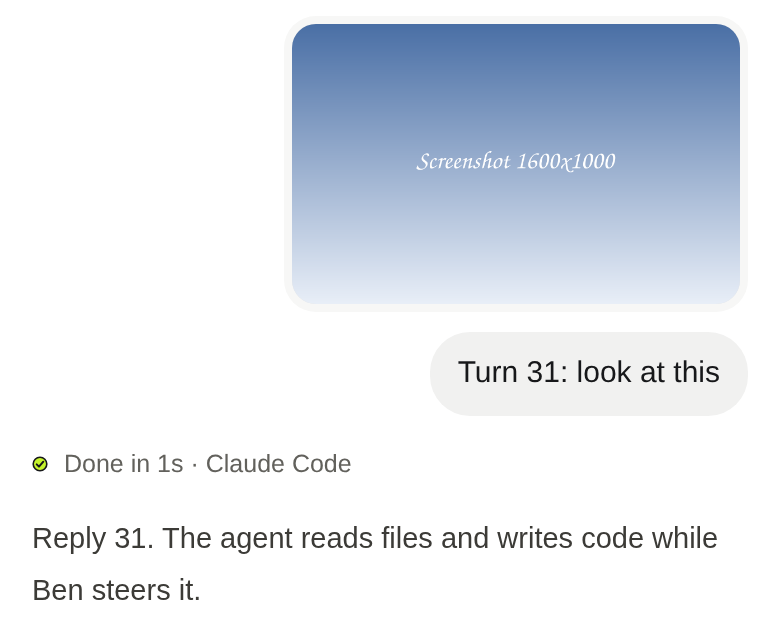 Screenshot 1600x1000
Turn 31: look at this
Done in 1s · Claude Code
Reply 31. The agent reads files and writes code while
Ben steers it.